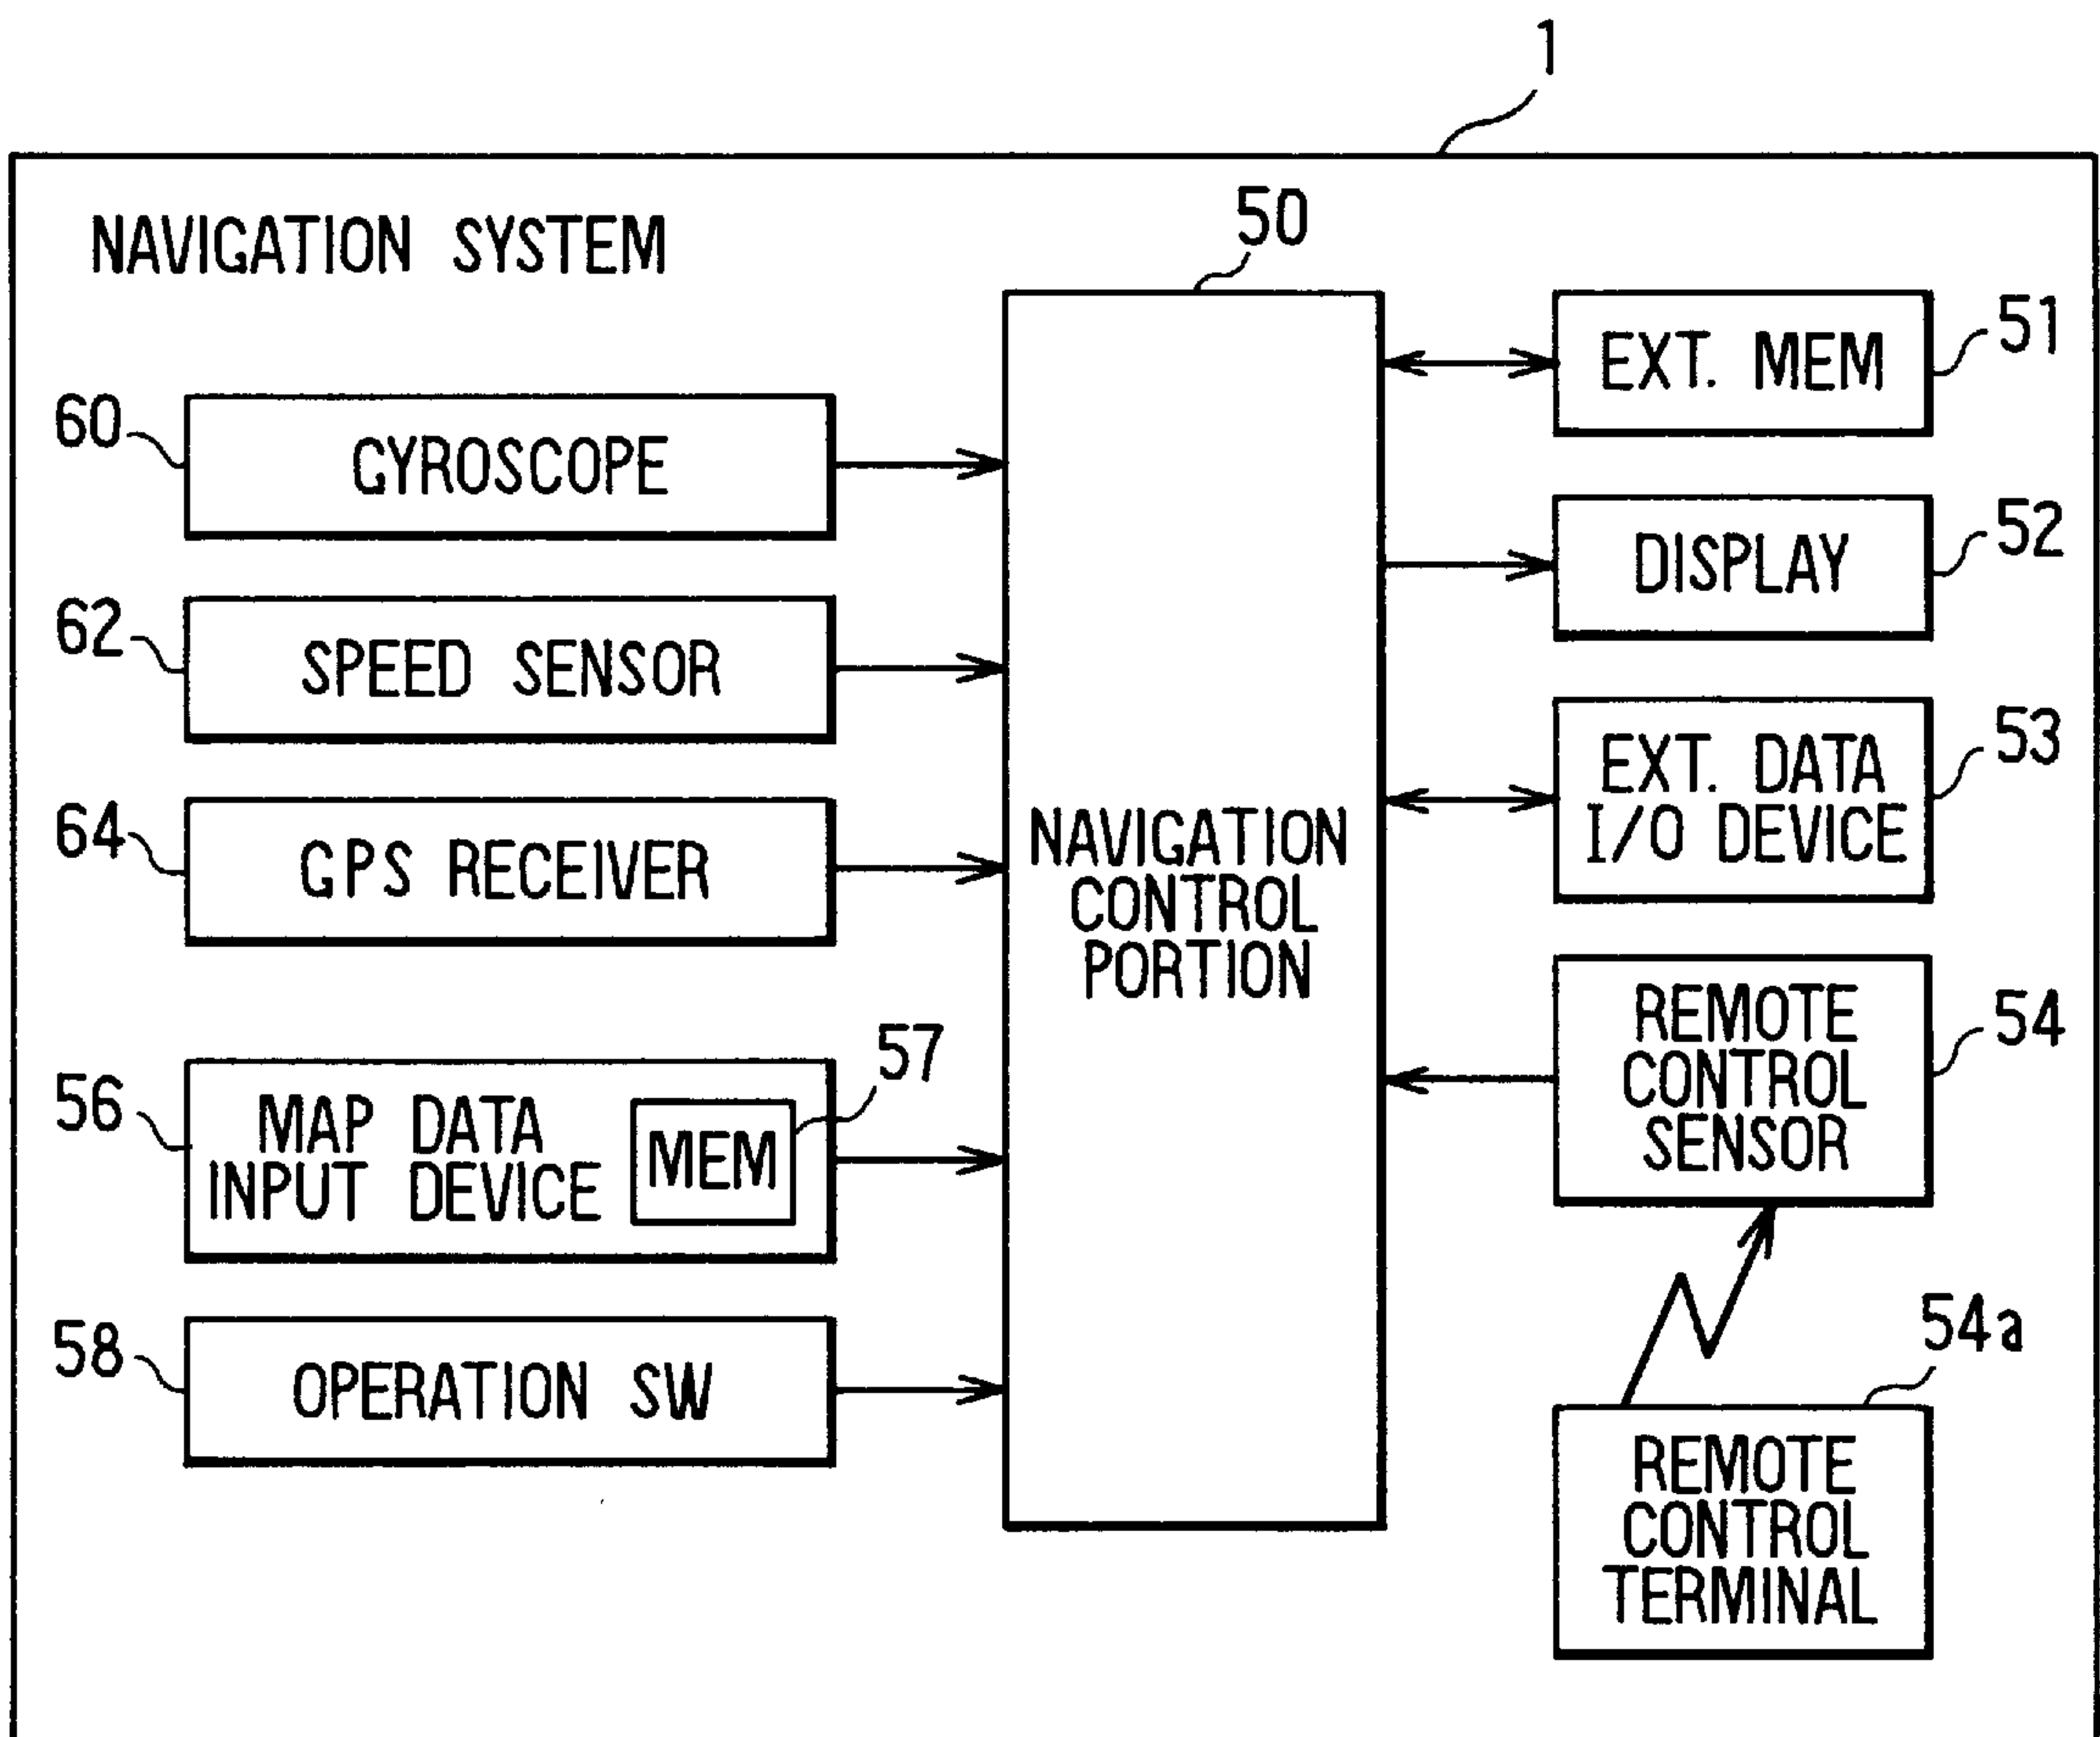 1
NAVIGATION SYSTEM
50
60
GYROSCOPE
62
SPEED SENSOR
64
GPS RECEIVER
56
MAP DATA
INPUT DEVICE
MEM
57
58
OPERATION SW
NAVIGATION
CONTROL
PORTION
EXT. MEM
51
DISPLAY
52
EXT. DATA
I/O DEVICE
53
REMOTE
CONTROL
SENSOR
54
54a
REMOTE
CONTROL
TERMINAL